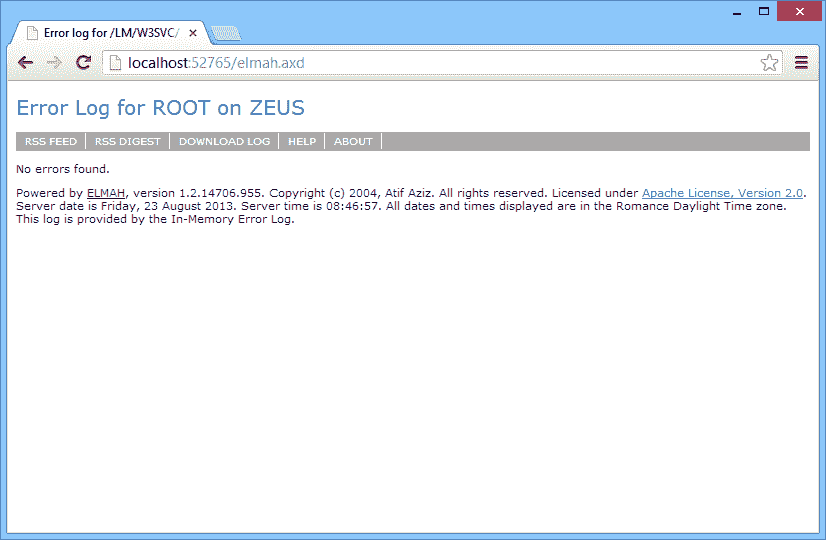 Error log for /LM/W3SVC/
localhost:52765/elmah.axd
Error Log for ROOT on ZEUS
RSS FEED RSS DIGEST DOWNLOAD LOG HELP ABOUT
No errors found.
Powered by ELMAH, version 1.2.14706.955. Copyright (c) 2004, Atif Aziz. All rights reserved. Licensed under Apache License, Version 2.0.
Server date is Friday, 23 August 2013. Server time is 08:46:57. All dates and times displayed are in the Romance Daylight Time zone.
This log is provided by the In-Memory Error Log.